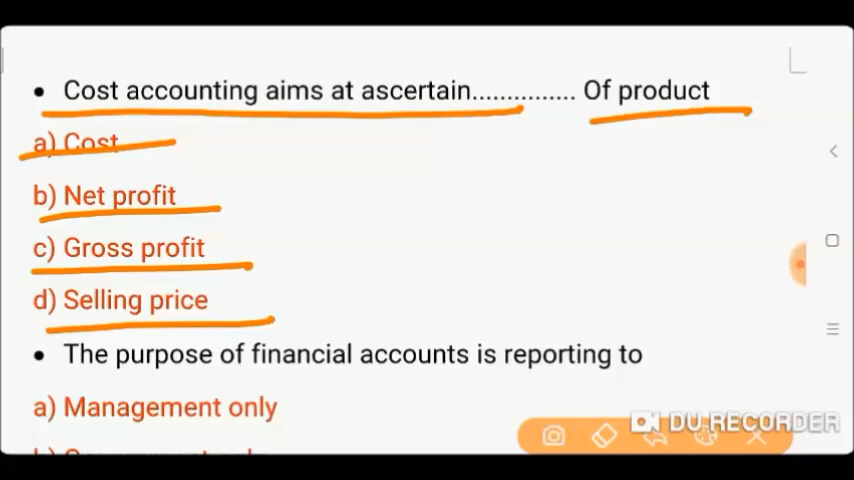 • Cost accounting aims at ascertain............... Of product
a) Cost
b) Net profit
c) Gross profit
d) Selling price
• The purpose of financial accounts is reporting to
a) Management only
DU RECORDER